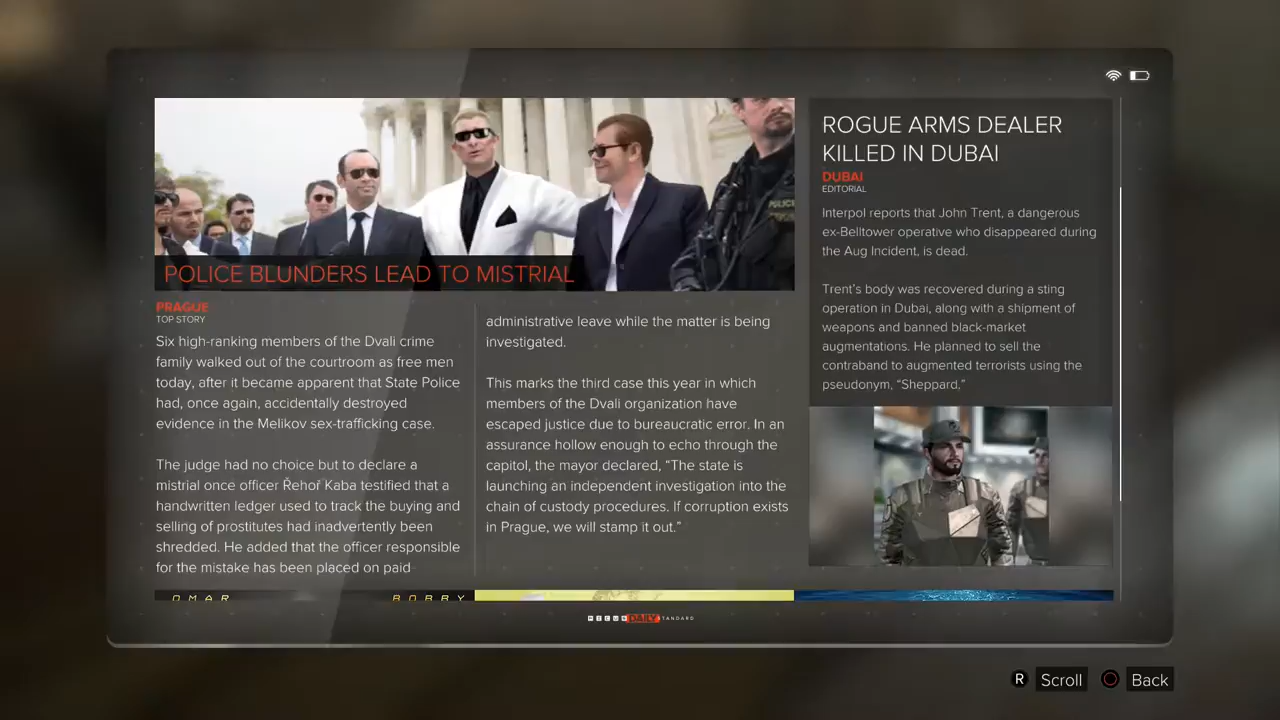 POLICE
POLICE BLUNDERS LEAD TO MISTRIAL
PRAGUE
TOP STORY
Six high-ranking members of the Dvali crime
family walked out of the courtroom as free men
today, after it became apparent that State Police
had, once again, accidentally destroyed
evidence in the Melikov sex-trafficking case.
The judge had no choice but to declare a
mistrial once officer Řehoř Kaba testified that a
handwritten ledger used to track the buying and
selling of prostitutes had inadvertently been
shredded. He added that the officer responsible
for the mistake has been placed on paid
administrative leave while the matter is being
investigated.
This marks the third case this year in which
members of the Dvali organization have
escaped justice due to bureaucratic error. In an
assurance hollow enough to echo through the
capitol, the mayor declared, “The state is
launching an independent investigation into the
chain of custody procedures. If corruption exists
in Prague, we will stamp it out.”
ROGUE ARMS DEALER
KILLED IN DUBAI
DUBAI
EDITORIAL
Interpol reports that John Trent, a dangerous
ex-Belltower operative who disappeared during
the Aug Incident, is dead.
Trent’s body was recovered during a sting
operation in Dubai, along with a shipment of
weapons and banned black-market
augmentations. He planned to sell the
contraband to augmented terrorists using the
pseudonym, “Sheppard.”
OMAR BOBBY
PICUS DAILY STANDARD
R Scroll Back